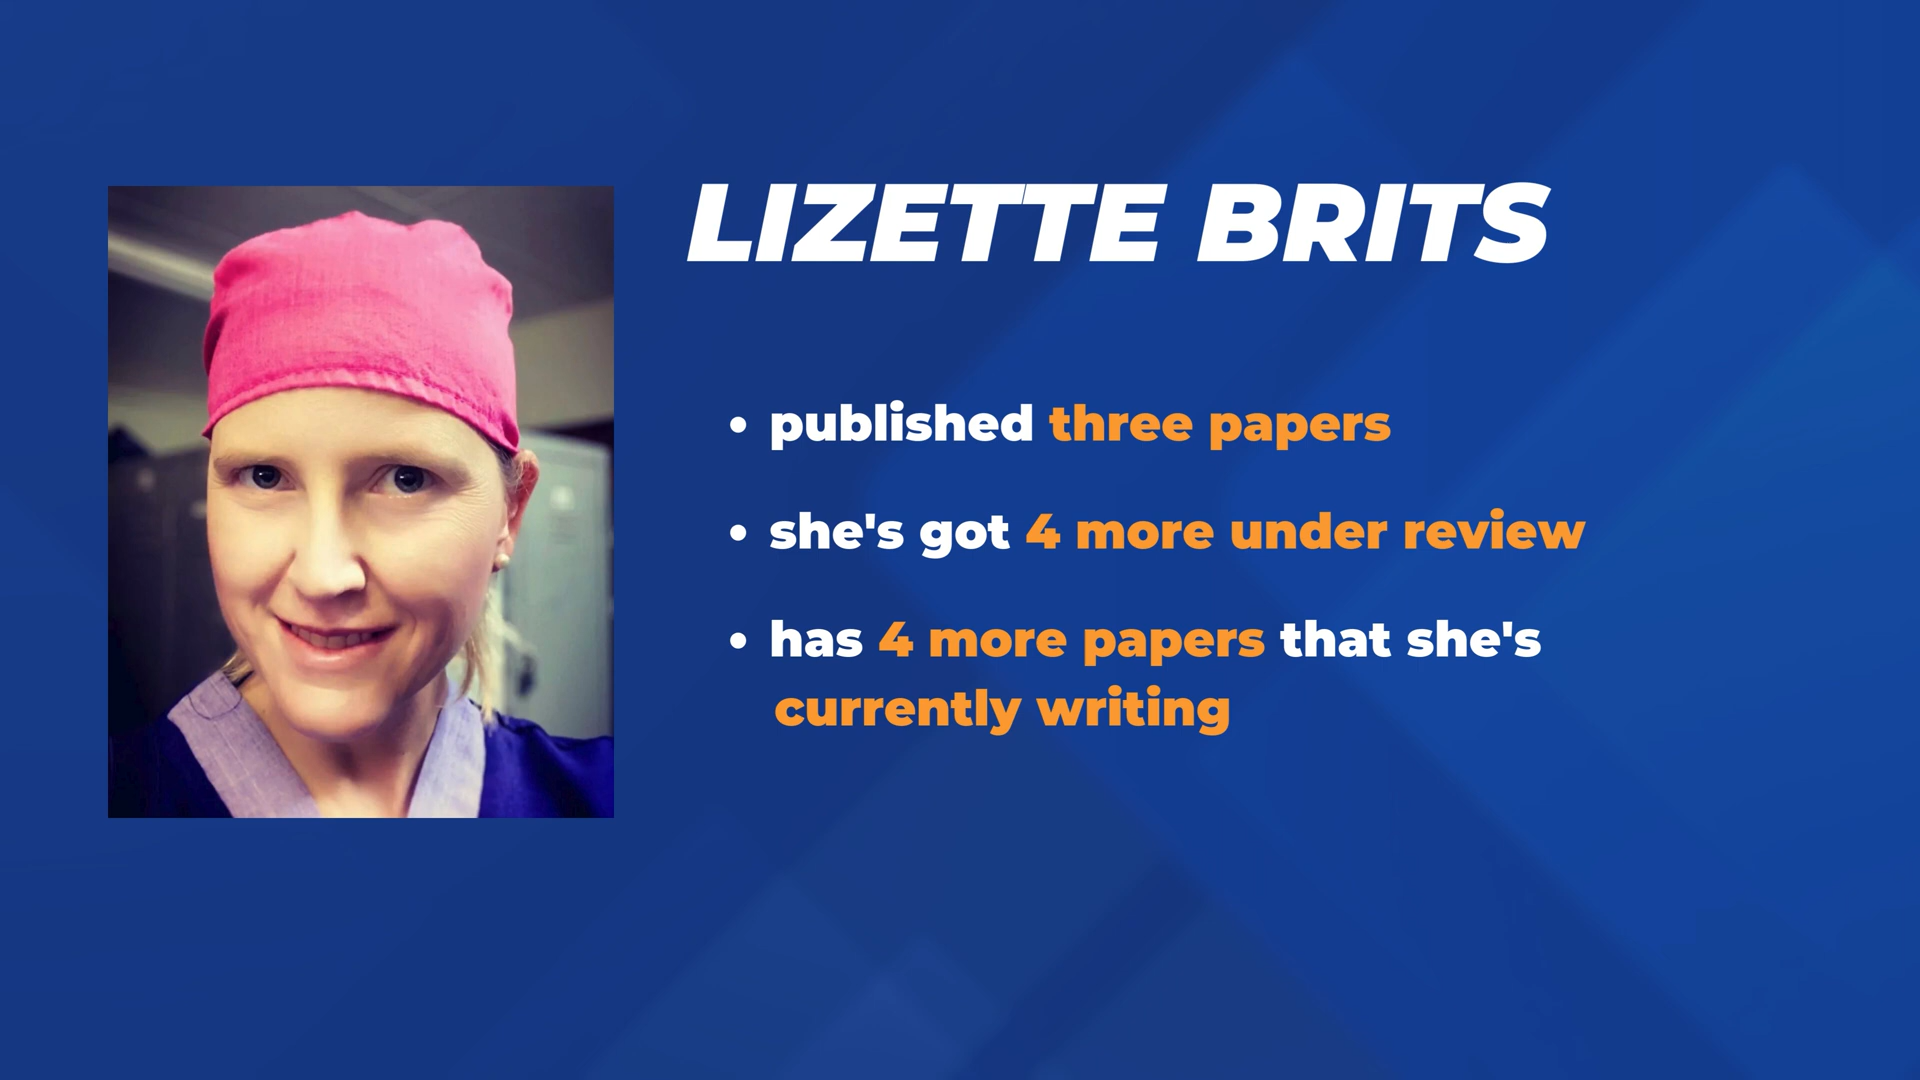 LIZETTE BRITS
• published three papers
• she's got 4 more under review
• has 4 more papers that she's
currently writing